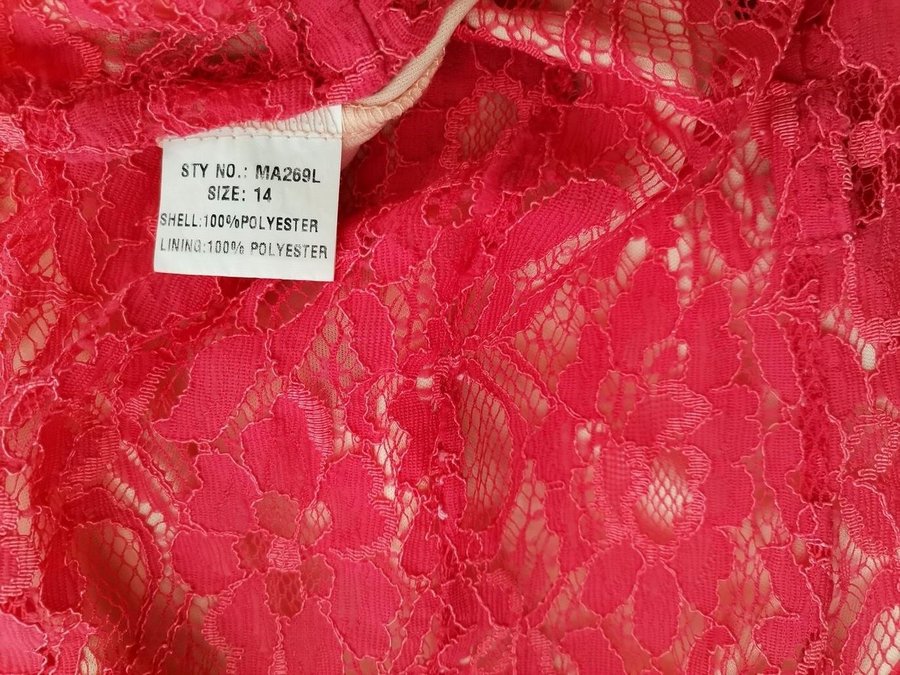 STY NO.: MA269L
SIZE: 14
SHELL:100%POLYESTER
LINING:100% POLYESTER